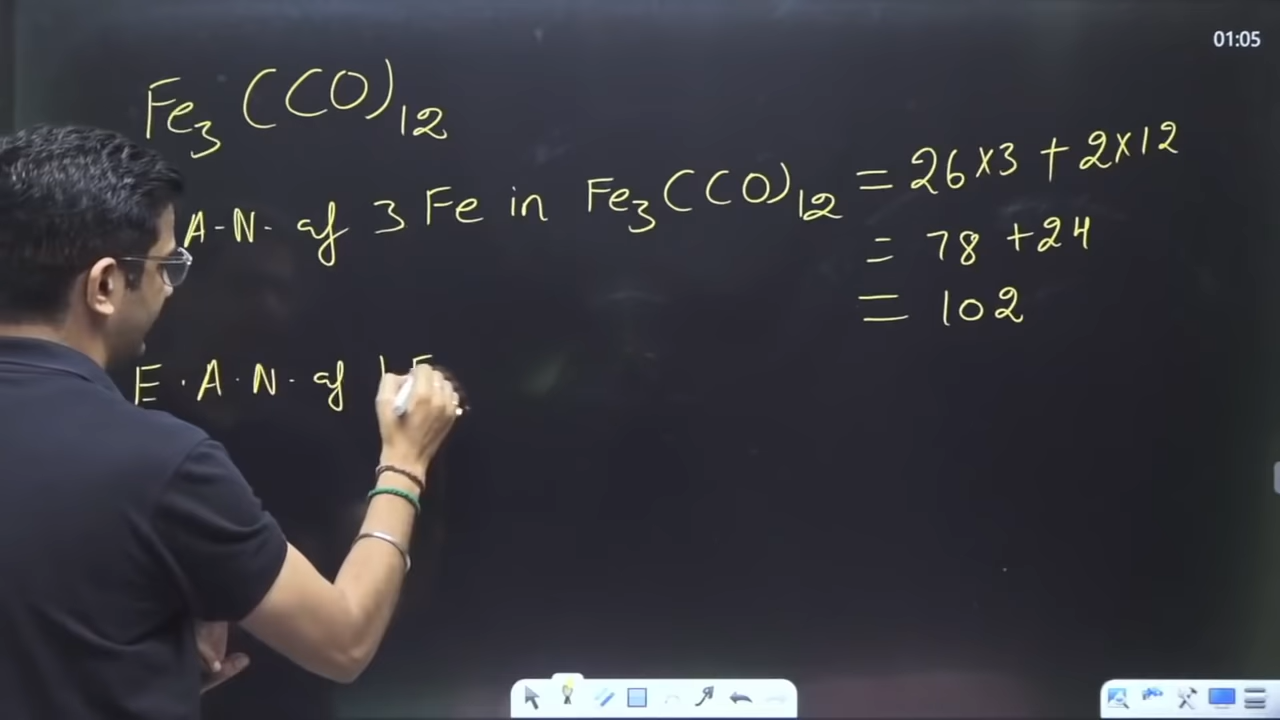 01:05
Fe₃(CO)₁₂
A.N. of 3 Fe in Fe₃(CO)₁₂ = 26×3 + 2×12
= 78 + 24
= 102
E.A.N. of 1